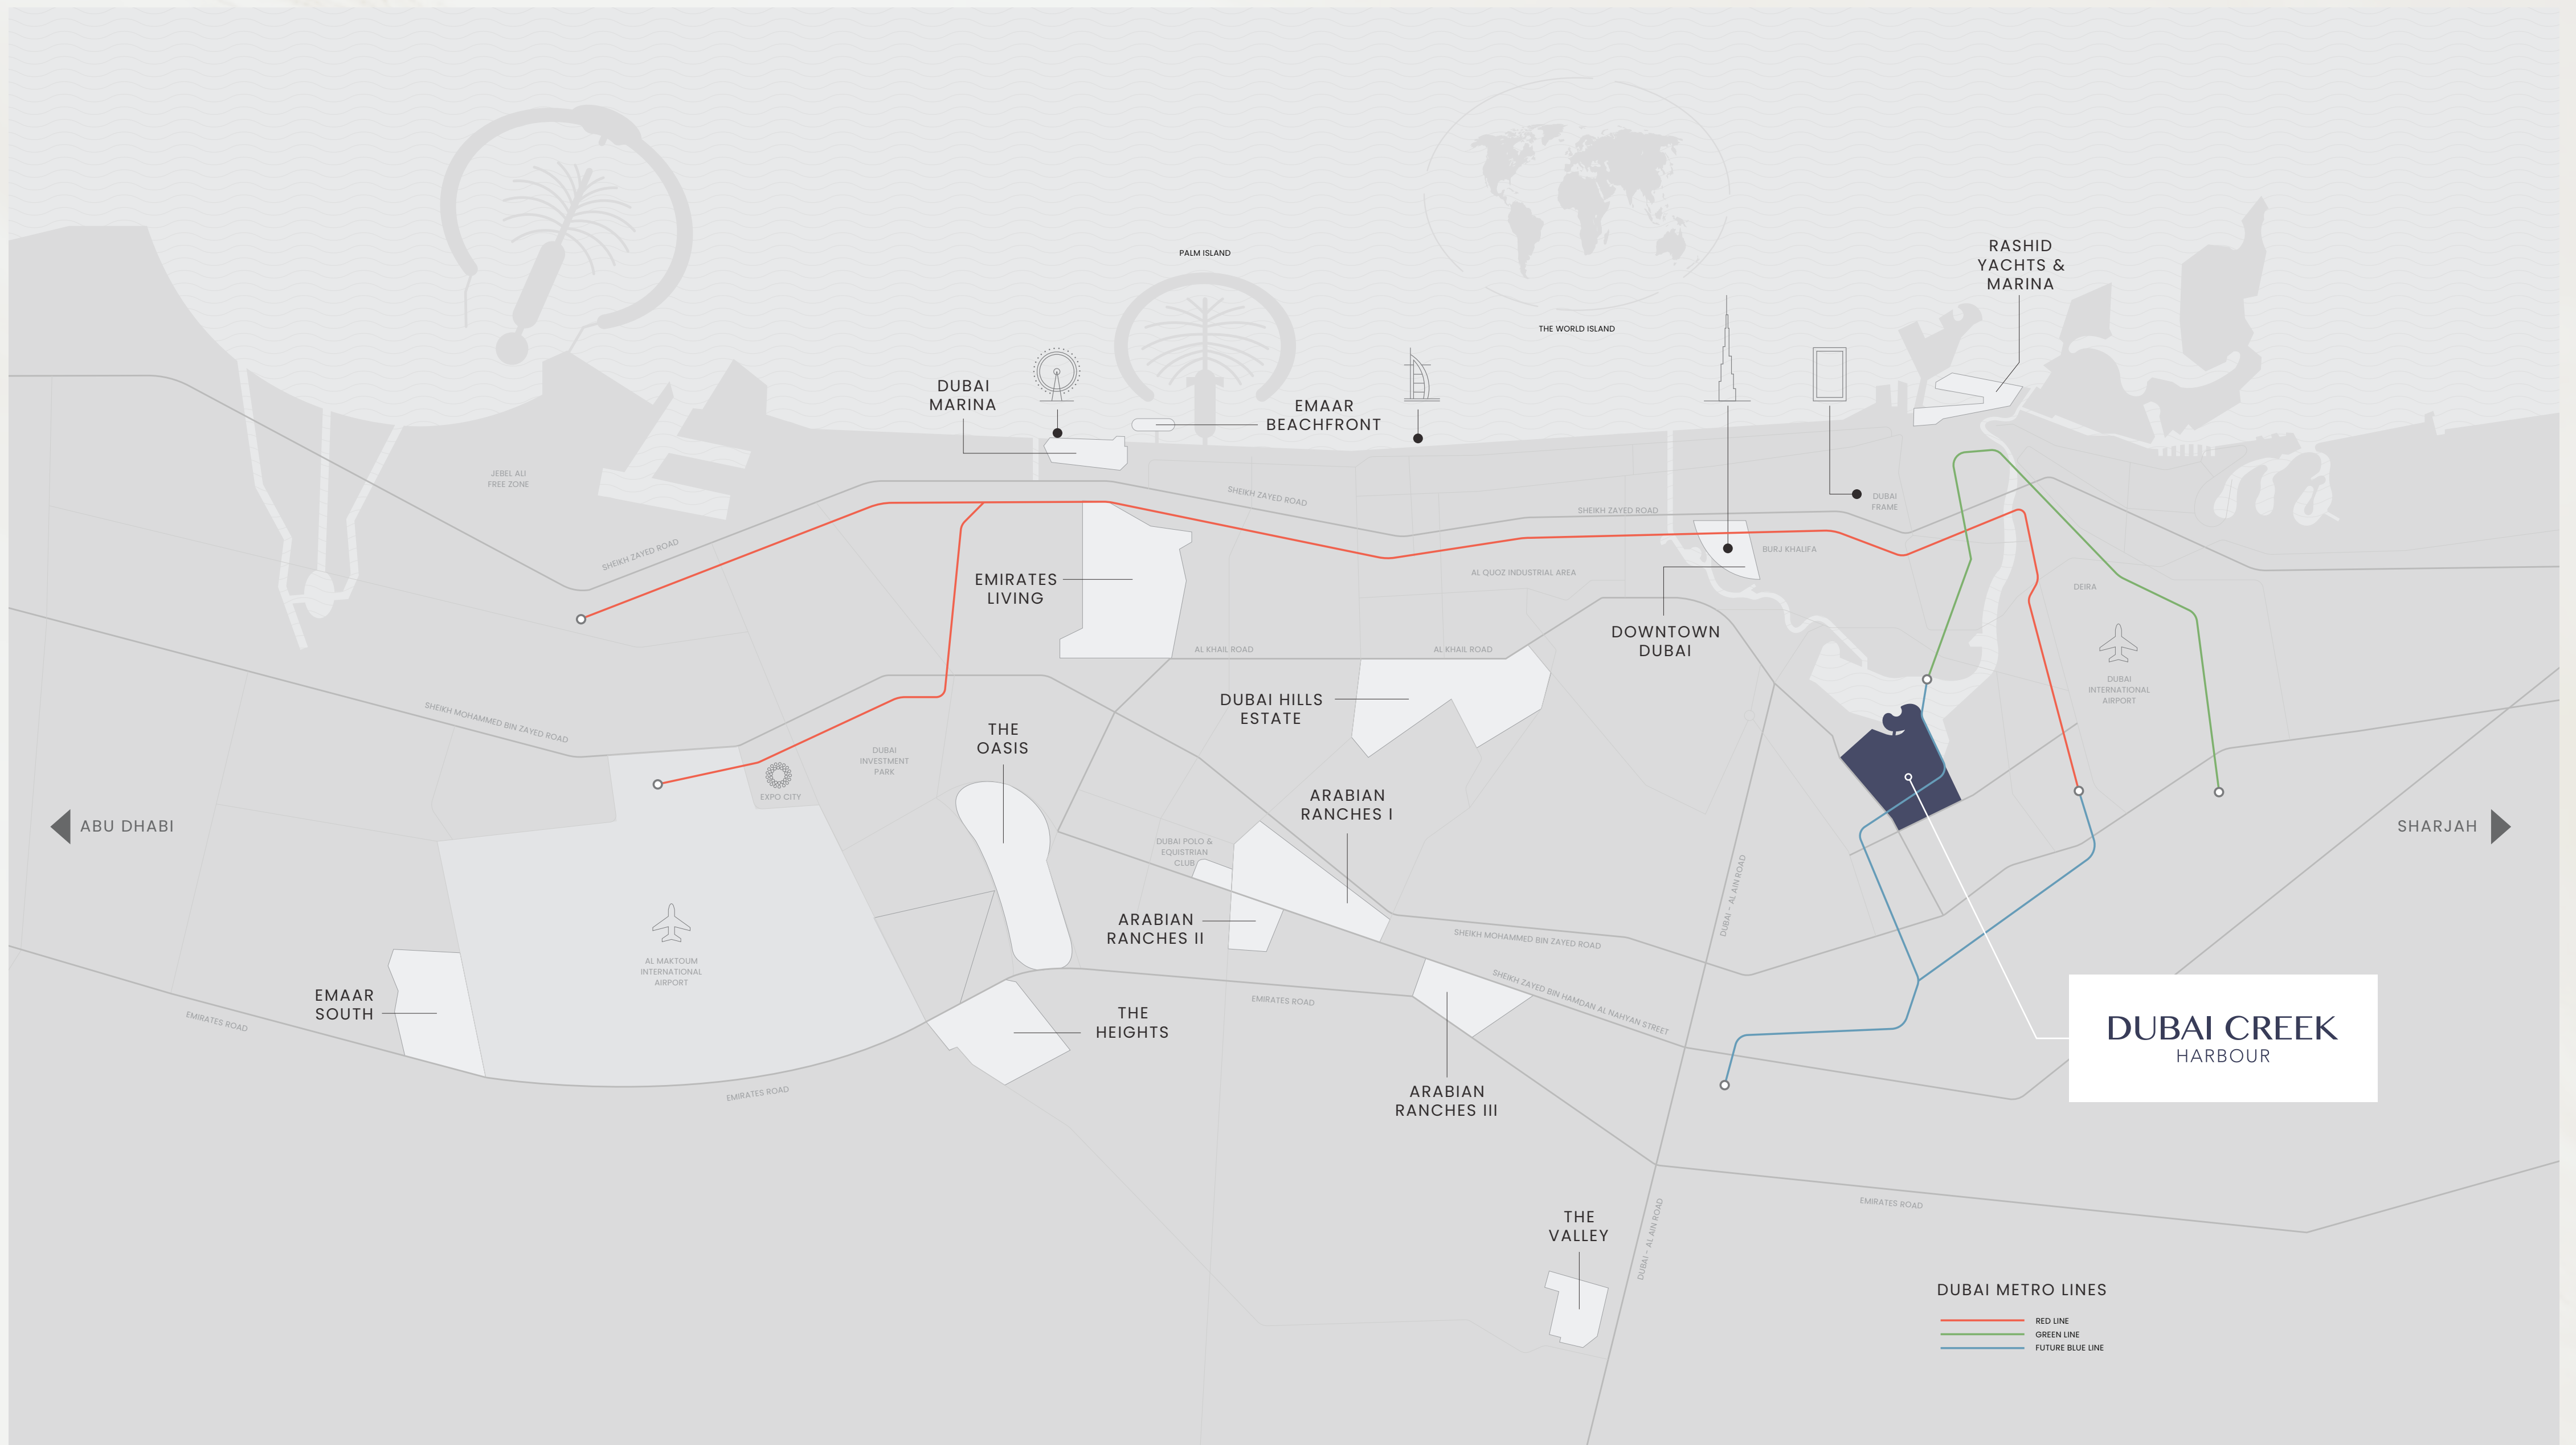 PALM ISLAND
THE WORLD ISLAND
RASHID
YACHTS &
MARINA
DUBAI
MARINA
EMAAR
BEACHFRONT
JEBEL ALI
FREE ZONE
SHEIKH ZAYED ROAD
SHEIKH ZAYED ROAD
SHEIKH ZAYED ROAD
DUBAI
FRAME
BURJ KHALIFA
AL QUOZ INDUSTRIAL AREA
EMIRATES
LIVING
DEIRA
DOWNTOWN
DUBAI
AL KHAIL ROAD
AL KHAIL ROAD
DUBAI
INTERNATIONAL
AIRPORT
DUBAI HILLS
ESTATE
SHEIKH MOHAMMED BIN ZAYED ROAD
THE
OASIS
DUBAI
INVESTMENT
PARK
EXPO CITY
ARABIAN
RANCHES I
ABU DHABI
SHARJAH
DUBAI POLO &
EQUESTRIAN
CLUB
ARABIAN
RANCHES II
DUBAI - AL AIN ROAD
SHEIKH MOHAMMED BIN ZAYED ROAD
AL MAKTOUM
INTERNATIONAL
AIRPORT
EMAAR
SOUTH
EMIRATES ROAD
EMIRATES ROAD
SHEIKH ZAYED BIN HAMDAN AL NAHYAN STREET
THE
HEIGHTS
DUBAI CREEK
HARBOUR
EMIRATES ROAD
ARABIAN
RANCHES III
EMIRATES ROAD
THE
VALLEY
DUBAI - AL AIN ROAD
DUBAI METRO LINES
RED LINE
GREEN LINE
FUTURE BLUE LINE